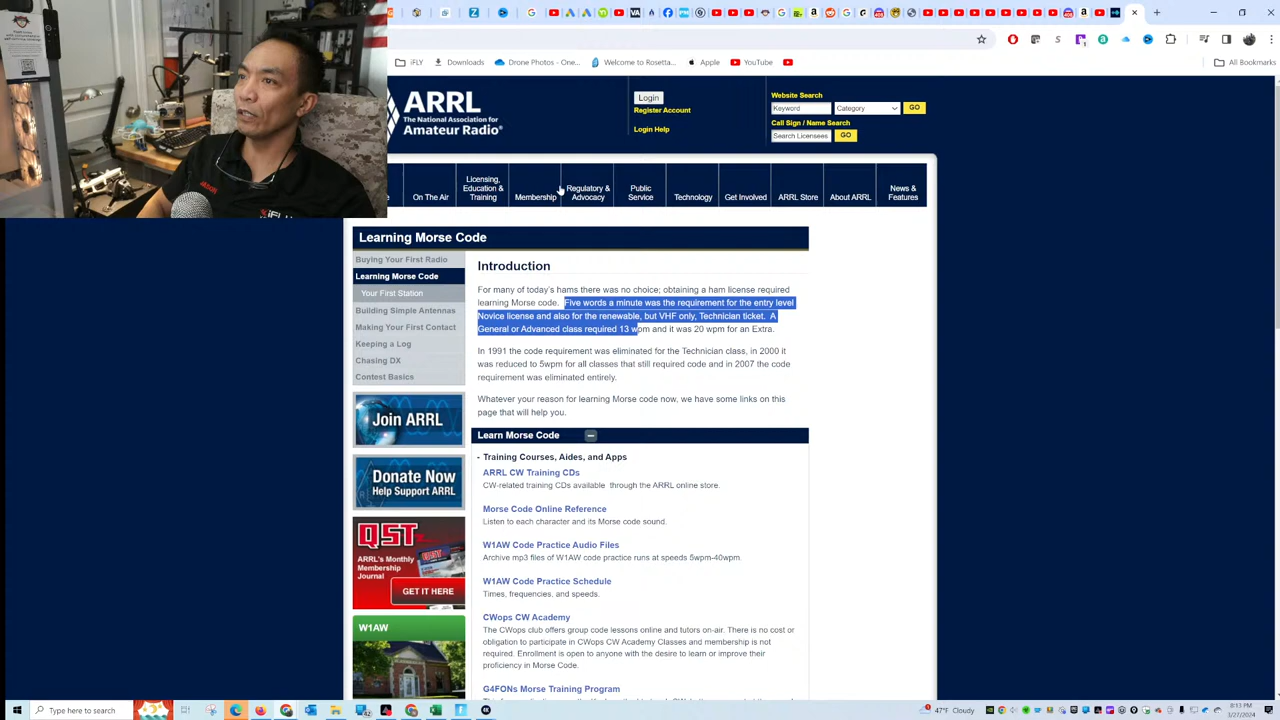 iFLY
Downloads
Drone Photos - One...
Welcome to Rosetta...
Apple
YouTube
All Bookmarks
ARRL
The National Association for
Amateur Radio®
Login
Register Account
Login Help
Website Search
Keyword
Category
GO
Call Sign / Name Search
Search Licensees
GO
On The Air
Licensing,
Education &
Training
Membership
Regulatory &
Advocacy
Public
Service
Technology
Get Involved
ARRL Store
About ARRL
News &
Features
Learning Morse Code
Buying Your First Radio
Learning Morse Code
Your First Station
Building Simple Antennas
Making Your First Contact
Keeping a Log
Chasing DX
Contest Basics
Join ARRL
Donate Now
Help Support ARRL
QST
ARRL's Monthly
Membership
Journal
GET IT HERE
W1AW
Introduction
For many of today's hams there was no choice; obtaining a ham license required
learning Morse code.  Five words a minute was the requirement for the entry level
Novice license and also for the renewable, but VHF only, Technician ticket.  A
General or Advanced class required 13 wpm and it was 20 wpm for an Extra.
In 1991 the code requirement was eliminated for the Technician class, in 2000 it
was reduced to 5wpm for all classes that still required code and in 2007 the code
requirement was eliminated entirely.
Whatever your reason for learning Morse code now, we have some links on this
page that will help you.
Learn Morse Code
- Training Courses, Aides, and Apps
ARRL CW Training CDs
CW-related training CDs available  through the ARRL online store.
Morse Code Online Reference
Listen to each character and its Morse code sound.
W1AW Code Practice Audio Files
Archive mp3 files of W1AW code practice runs at speeds 5wpm-40wpm.
W1AW Code Practice Schedule
Times, frequencies, and speeds.
CWops CW Academy
The CWops club offers group code lessons online and tutors on-air. There is no cost or
obligation to participate in CWops CW Academy Classes and membership is not
required. Enrollment is open to anyone with the desire to learn or improve their
proficiency in Morse Code.
G4FONs Morse Training Program
Type here to search
47°F Cloudy
8:13 PM
3/27/2024